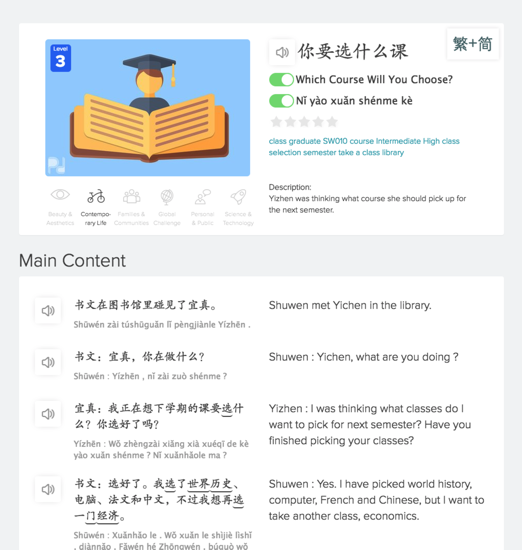 Level
3
你要选什么课
繁+简
Which Course Will You Choose?
Nǐ yào xuǎn shénme kè
class graduate SW010 course Intermediate High class
selection semester take a class library
Description:
Yizhen was thinking what course she should pick up for
the next semester.
Beauty &
Aesthetics
Contempo-
rary Life
Families &
Communities
Global
Challenge
Personal
& Public
Science &
Technology
Main Content
书文在图书馆里碰见了宜真。
Shūwén zài túshūguǎn lǐ pèngjiànle Yízhēn .
Shuwen met Yichen in the library.
书文：宜真，你在做什么？
Shūwén : Yízhēn , nǐ zài zuò shénme ?
Shuwen : Yichen, what are you doing ?
宜真：我正在想下学期的课要选什
么？你选好了吗？
Yízhēn : Wǒ zhèngzài xiǎng xià xuéqī de kè
yào xuǎn shénme ? Nǐ xuǎnhǎole ma ?
Yizhen : I was thinking what classes do I
want to pick for next semester? Have you
finished picking your classes?
书文：选好了。我选了世界历史、
电脑、法文和中文，不过我想再选
一门经济。
Shūwén : Xuǎnhǎo le . Wǒ xuǎn le shìjiè lìshǐ
, diànnǎo , Fǎwén hé Zhōngwén , búguò wǒ
Shuwen : Yes. I have picked world history,
computer, French and Chinese, but I want to
take another class, economics.